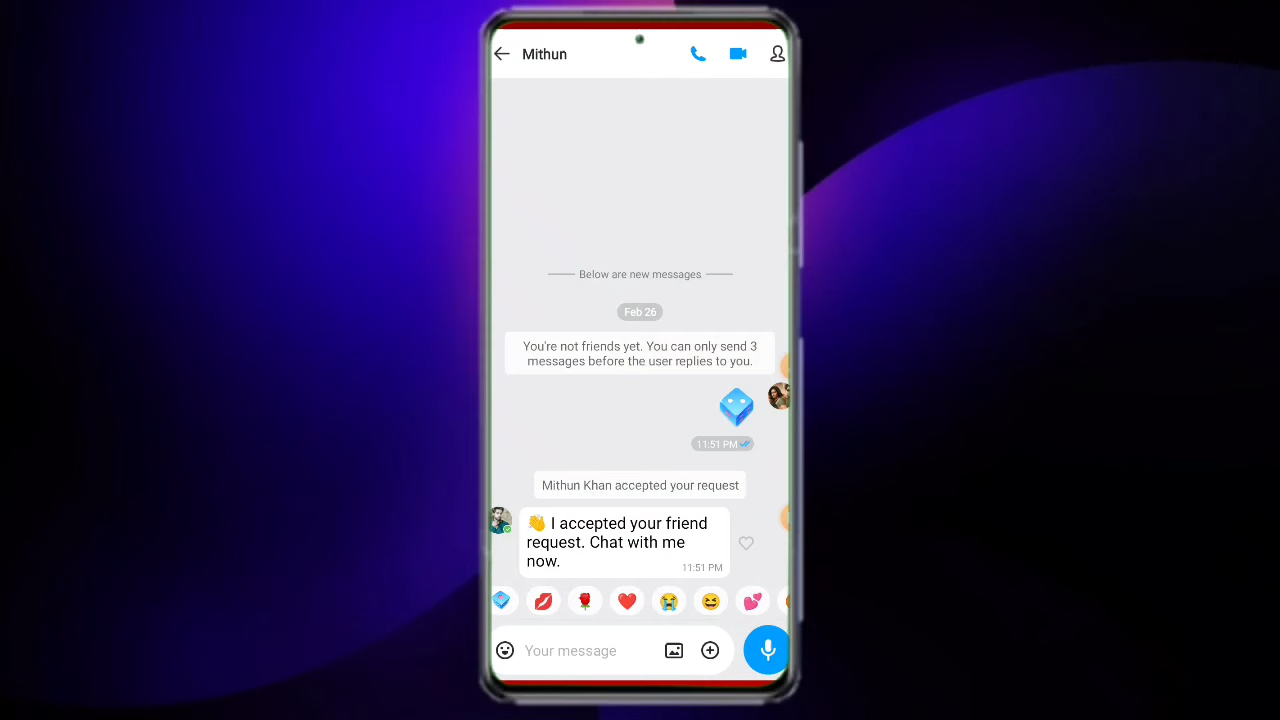 Mithun
Below are new messages
Feb 26
You're not friends yet. You can only send 3
messages before the user replies to you.
11:51 PM
Mithun Khan accepted your request
👋 I accepted your friend
request. Chat with me
now.
11:51 PM
Your message